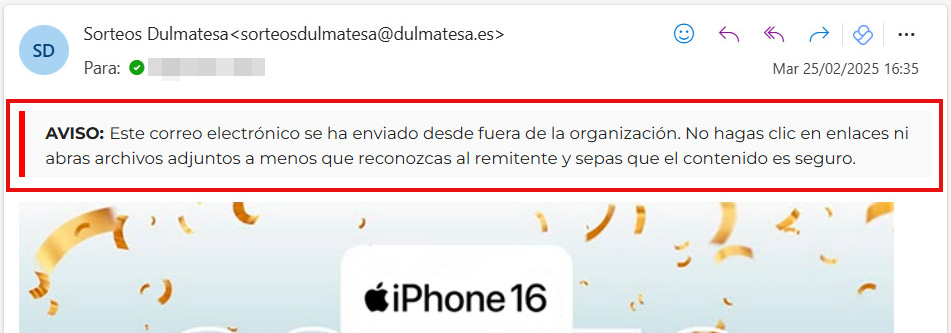 SD
Sorteos Dulmatesa<sorteosdulmatesa@dulmatesa.es>
Para:
Mar 25/02/2025 16:35
AVISO: Este correo electrónico se ha enviado desde fuera de la organización. No hagas clic en enlaces ni
abras archivos adjuntos a menos que reconozcas al remitente y sepas que el contenido es seguro.
iPhone 16